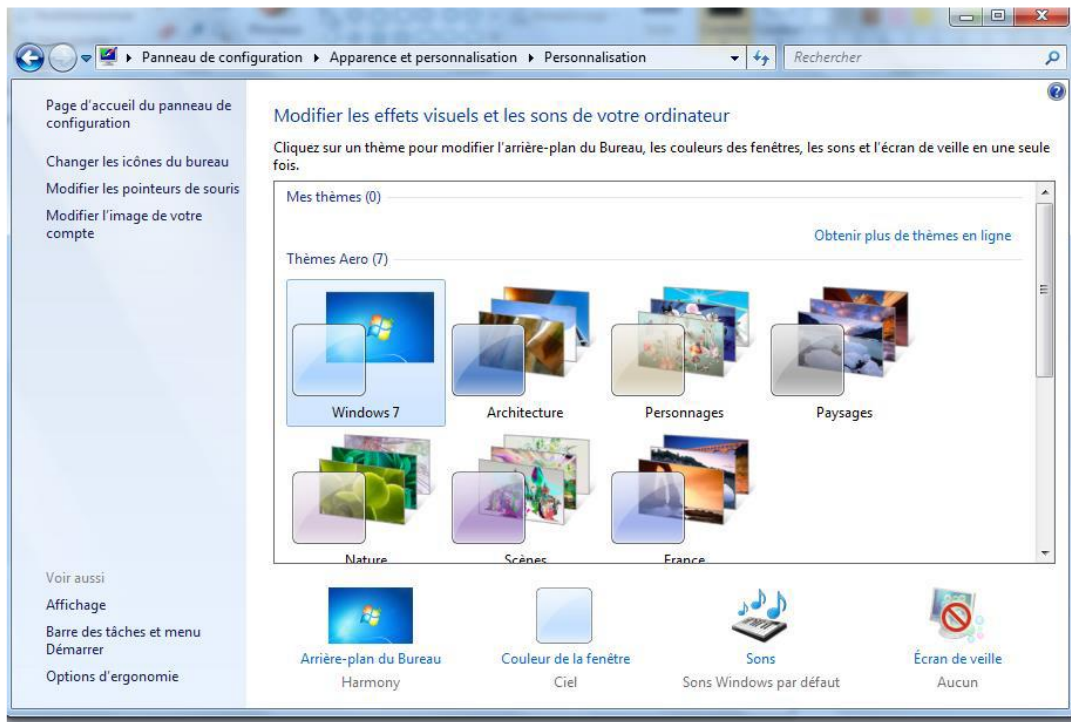 Panneau de configuration ▸ Apparence et personnalisation ▸ Personnalisation
Rechercher
Page d'accueil du panneau de
configuration
Changer les icônes du bureau
Modifier les pointeurs de souris
Modifier l'image de votre
compte
Modifier les effets visuels et les sons de votre ordinateur
Cliquez sur un thème pour modifier l'arrière-plan du Bureau, les couleurs des fenêtres, les sons et l'écran de veille en une seule
fois.
Mes thèmes (0)
Obtenir plus de thèmes en ligne
Thèmes Aero (7)
Windows 7
Architecture
Personnages
Paysages
Nature
Scènes
France
Voir aussi
Affichage
Barre des tâches et menu
Démarrer
Options d'ergonomie
Arrière-plan du Bureau
Harmony
Couleur de la fenêtre
Ciel
Sons
Sons Windows par défaut
Écran de veille
Aucun